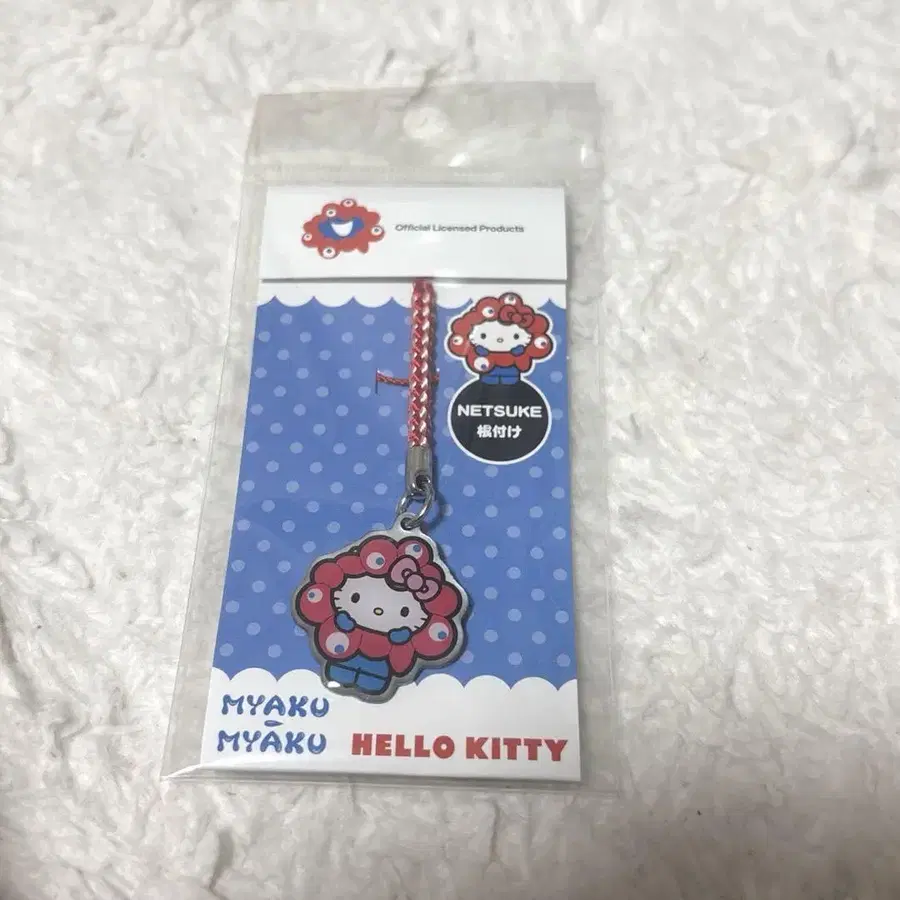 Official Licensed Products
NETSUKE
根付け
MYAKU
-
MYAKU
HELLO KITTY